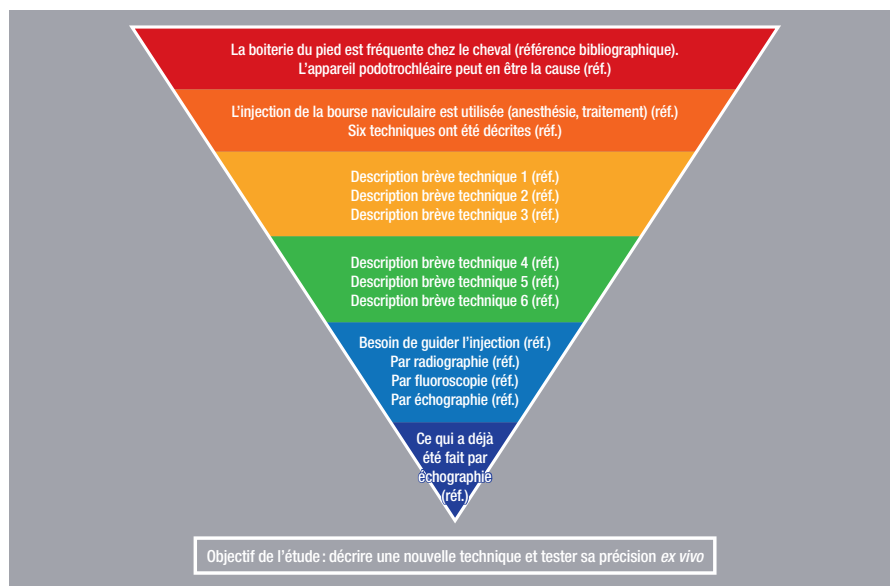 La boiterie du pied est fréquente chez le cheval (référence bibliographique).
L'appareil podotrochléaire peut en être la cause (réf.)
L'injection de la bourse naviculaire est utilisée (anesthésie, traitement) (réf.)
Six techniques ont été décrites (réf.)
Description brève technique 1 (réf.)
Description brève technique 2 (réf.)
Description brève technique 3 (réf.)
Description brève technique 4 (réf.)
Description brève technique 5 (réf.)
Description brève technique 6 (réf.)
Besoin de guider l'injection (réf.)
Par radiographie (réf.)
Par fluoroscopie (réf.)
Par échographie (réf.)
Ce qui a déjà
été fait par
échographie
(réf.)
Objectif de l'étude : décrire une nouvelle technique et tester sa précision ex vivo